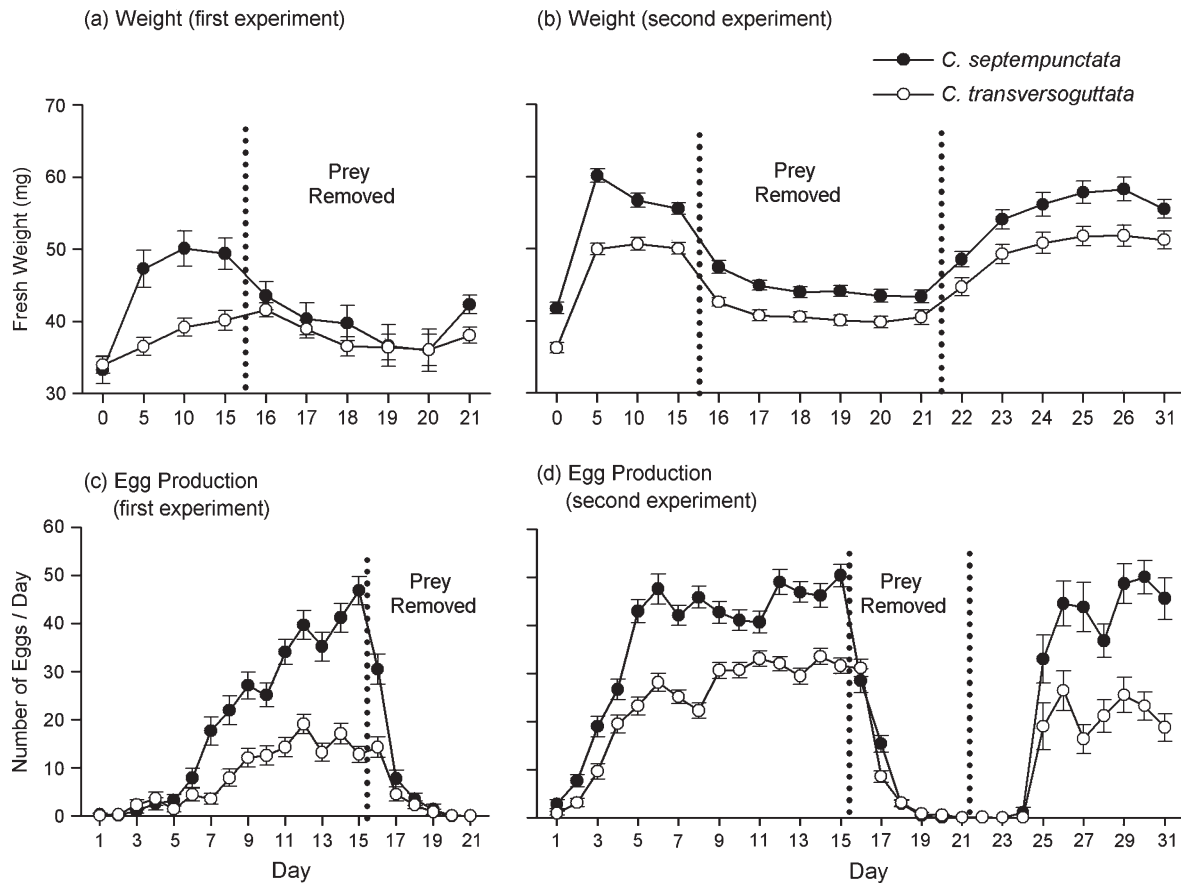 (a) Weight (first experiment)
(b) Weight (second experiment)
C. septempunctata
C. transversoguttata
70
60
50
40
30
Fresh Weight (mg)
Prey
Removed
Prey
Removed
0 5 10 15 16 17 18 19 20 21
0 5 10 15 16 17 18 19 20 21 22 23 24 25 26 31
(c) Egg Production
(first experiment)
(d) Egg Production
(second experiment)
60
50
40
30
20
10
0
Number of Eggs / Day
Prey
Removed
Prey
Removed
1 3 5 7 9 11 13 15 17 19 21
1 3 5 7 9 11 13 15 17 19 21 23 25 27 29 31
Day
Day